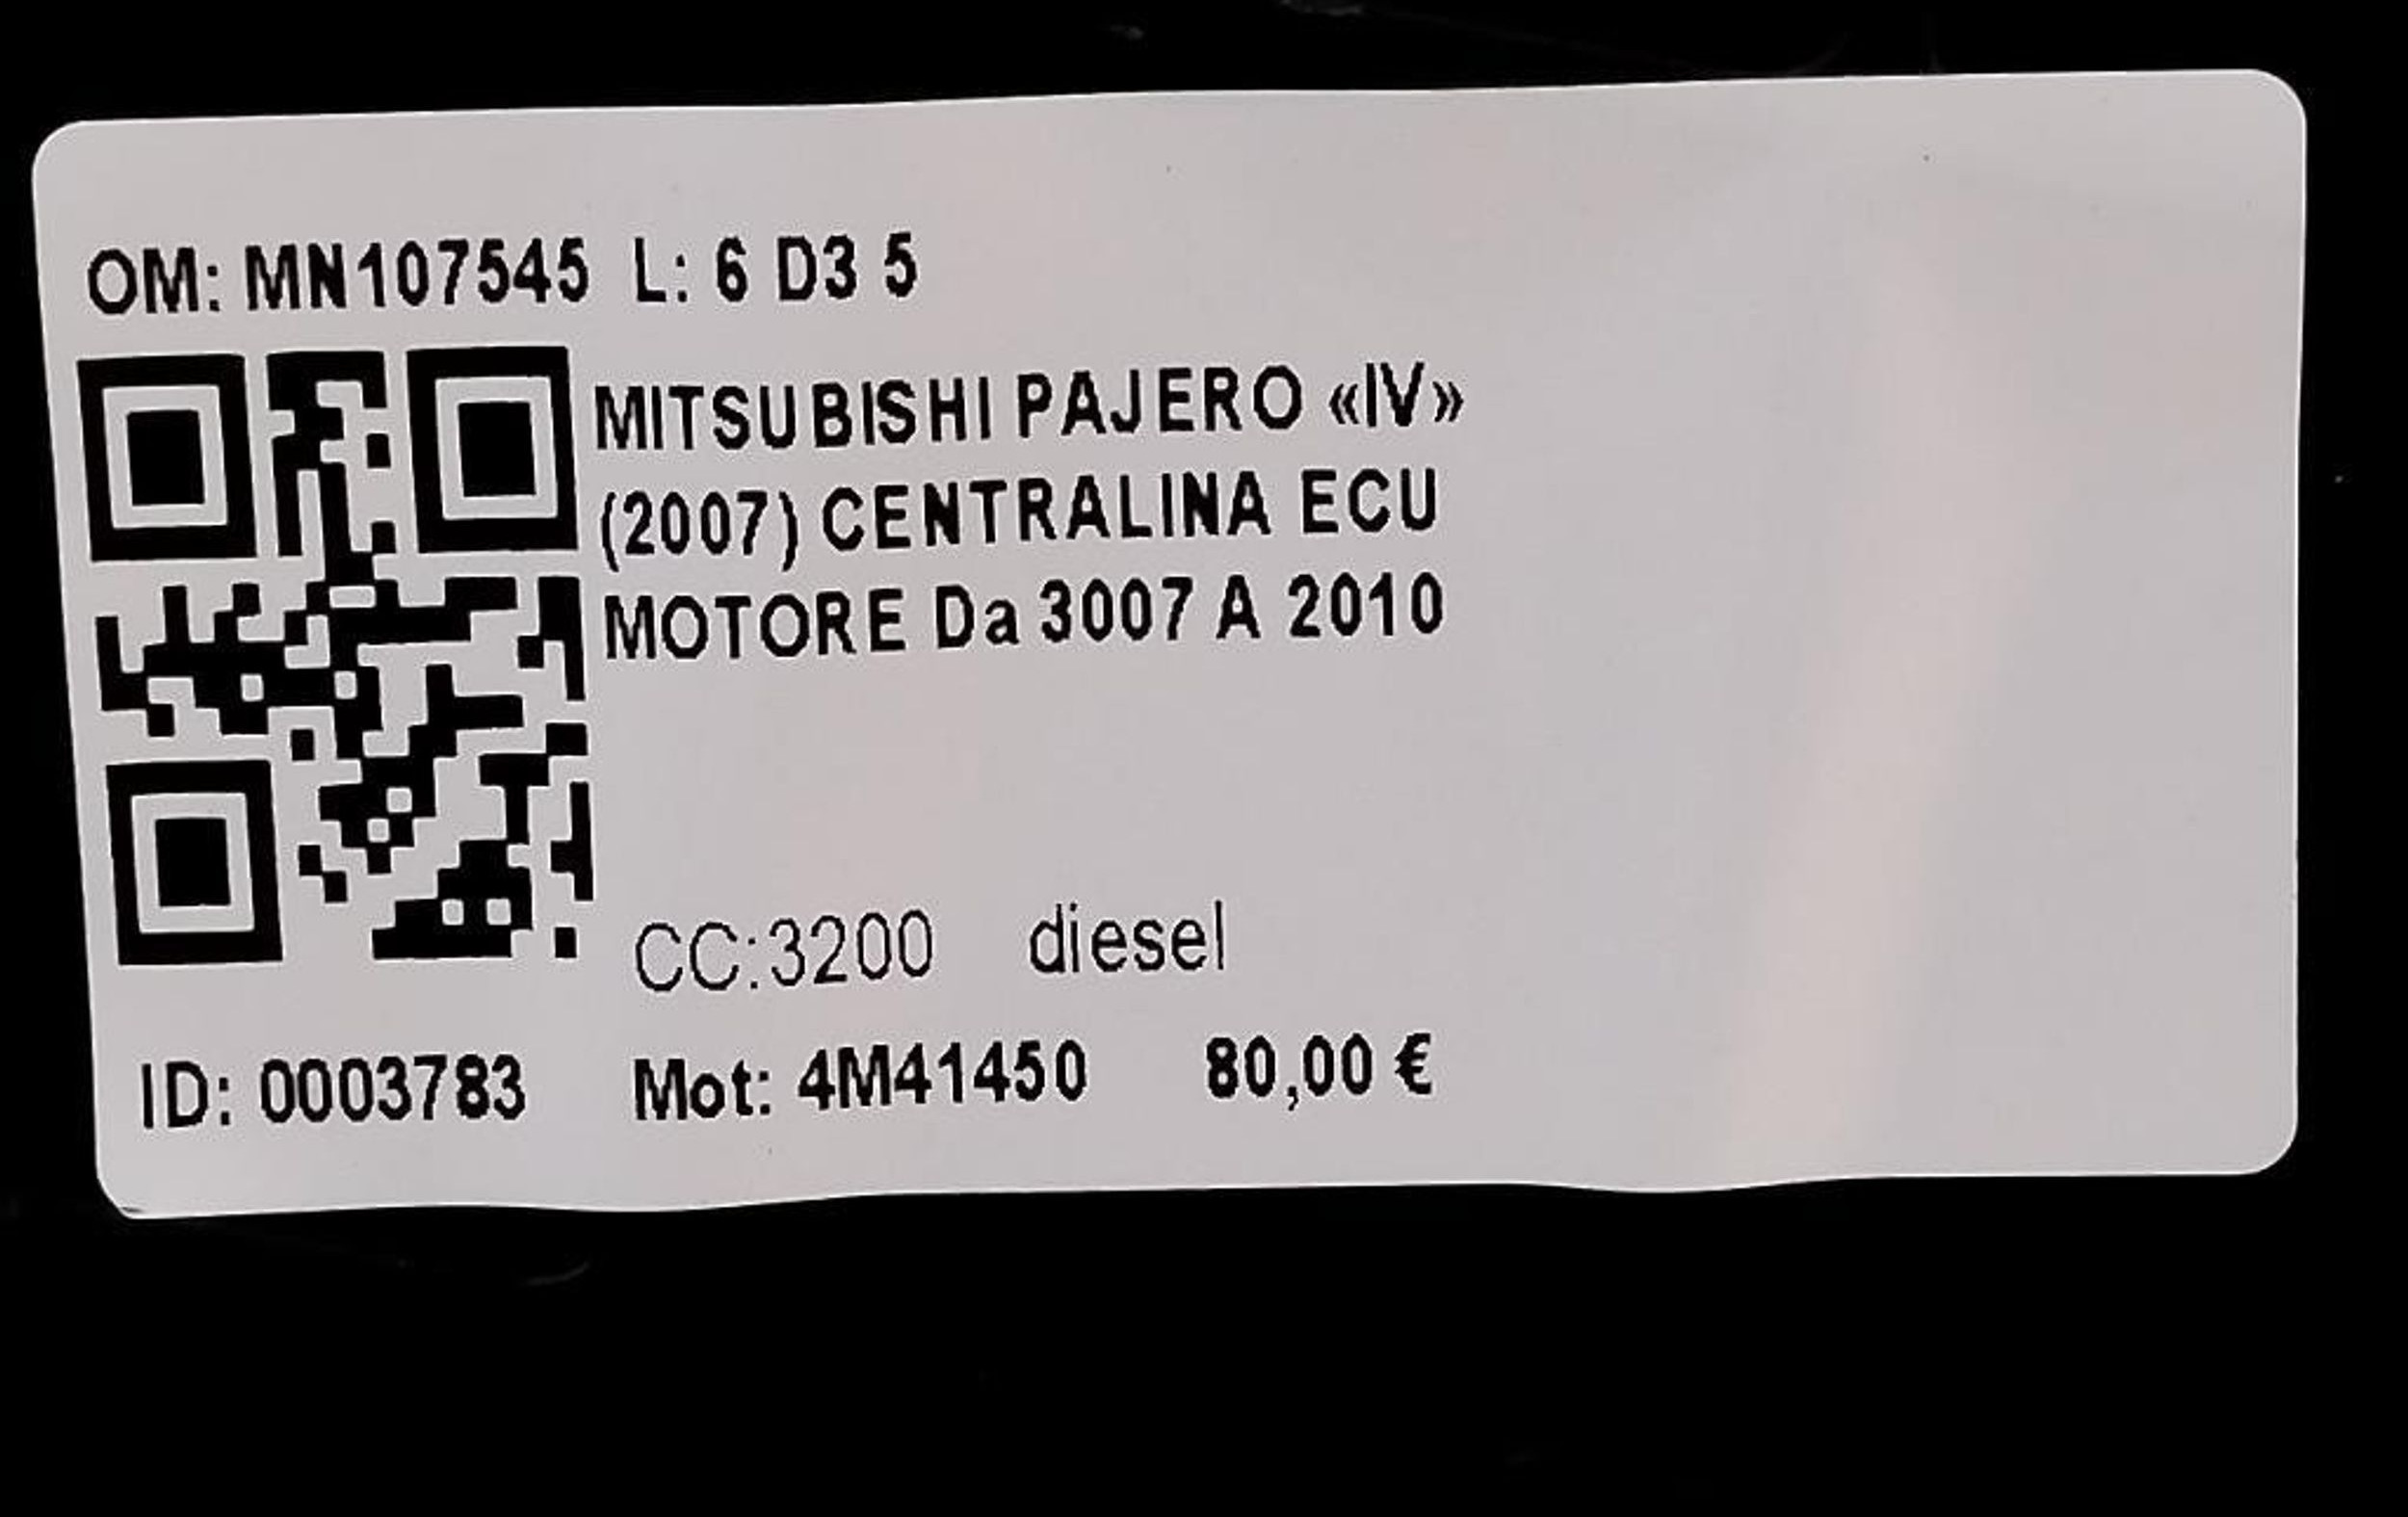 OM: MN107545 L: 6 D3 5
MITSUBISHI PAJERO «IV»
(2007) CENTRALINA ECU
MOTORE Da 3007 A 2010
CC:3200 diesel
ID: 0003783 Mot: 4M41450 80,00 €